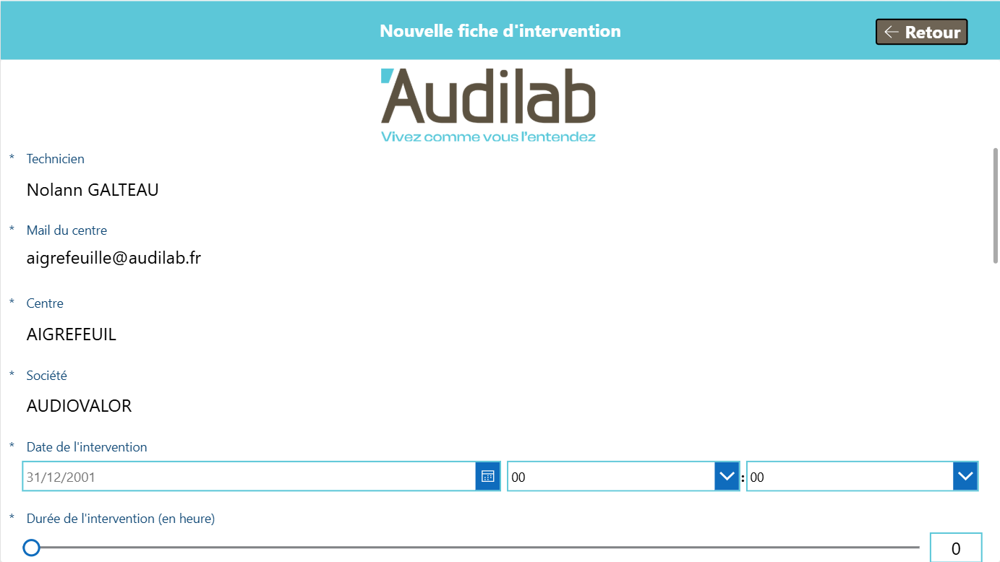 Nouvelle fiche d'intervention
← Retour
Audilab
Vivez comme vous l'entendez
* Technicien
Nolann GALTEAU
* Mail du centre
aigrefeuille@audilab.fr
* Centre
AIGREFEUIL
* Société
AUDIOVALOR
* Date de l'intervention
31/12/2001 00 : 00
* Durée de l'intervention (en heure)
0